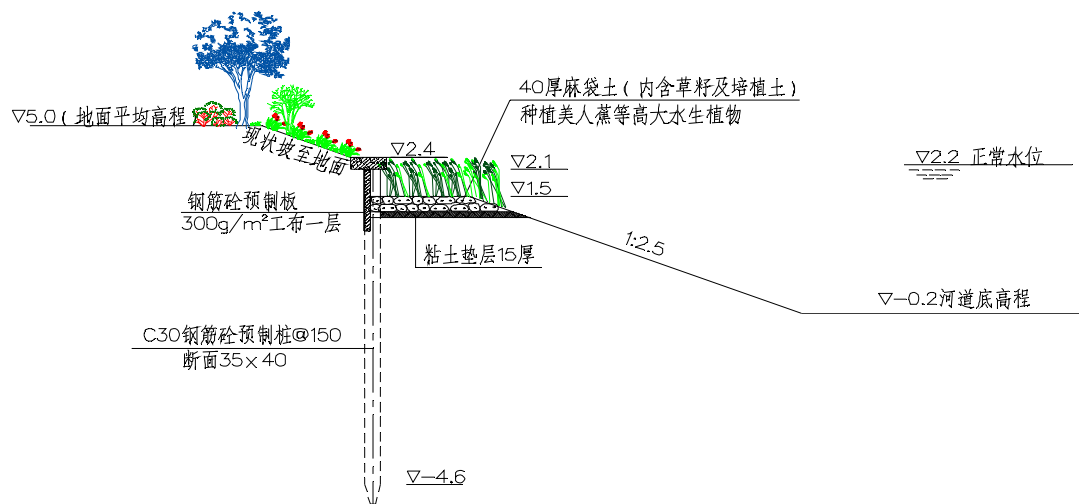 40厚麻袋土(内含草籽及培植土)
种植美人蕉等高大水生植物
▽5.0(地面平均高程
现状坡至地面
▽2.4
▽2.1
▽2.2 正常水位
▽1.5
钢筋砼预制板
300g/m²工布一层
粘土垫层15厚
1:2.5
▽-0.2河道底高程
C30钢筋砼预制桩@150
断面35×40
▽-4.6